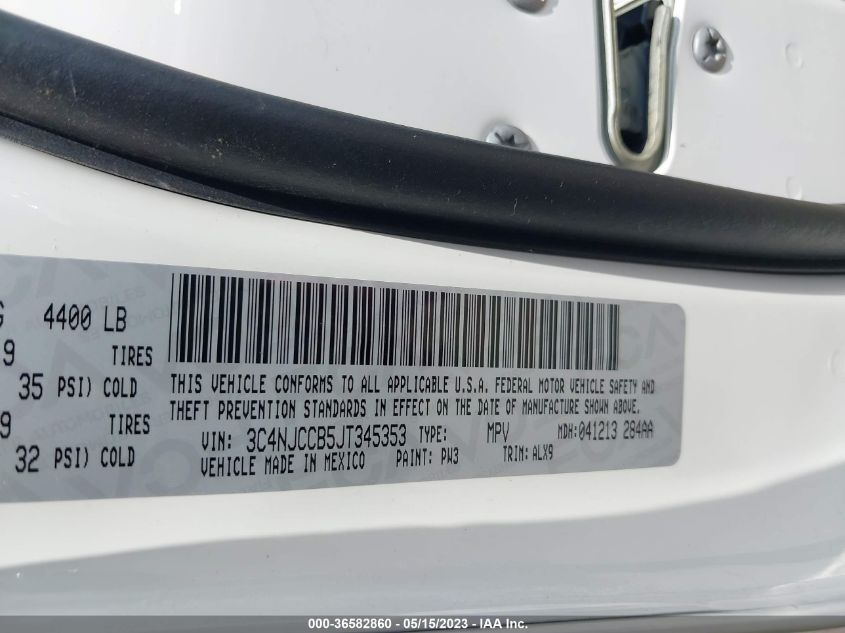 G 4400 LB
9 TIRES
35 PSI) COLD
9 TIRES
32 PSI) COLD
THIS VEHICLE CONFORMS TO ALL APPLICABLE U.S.A. FEDERAL MOTOR VEHICLE SAFETY AND
THEFT PREVENTION STANDARDS IN EFFECT ON THE DATE OF MANUFACTURE SHOWN ABOVE.
VIN: 3C4NJCCB5JT345353 TYPE: MPV MDH: 041213 284AA
VEHICLE MADE IN MEXICO PAINT: PW3 TRIM: ALX9
000-36582860 - 05/15/2023 - IAA Inc.